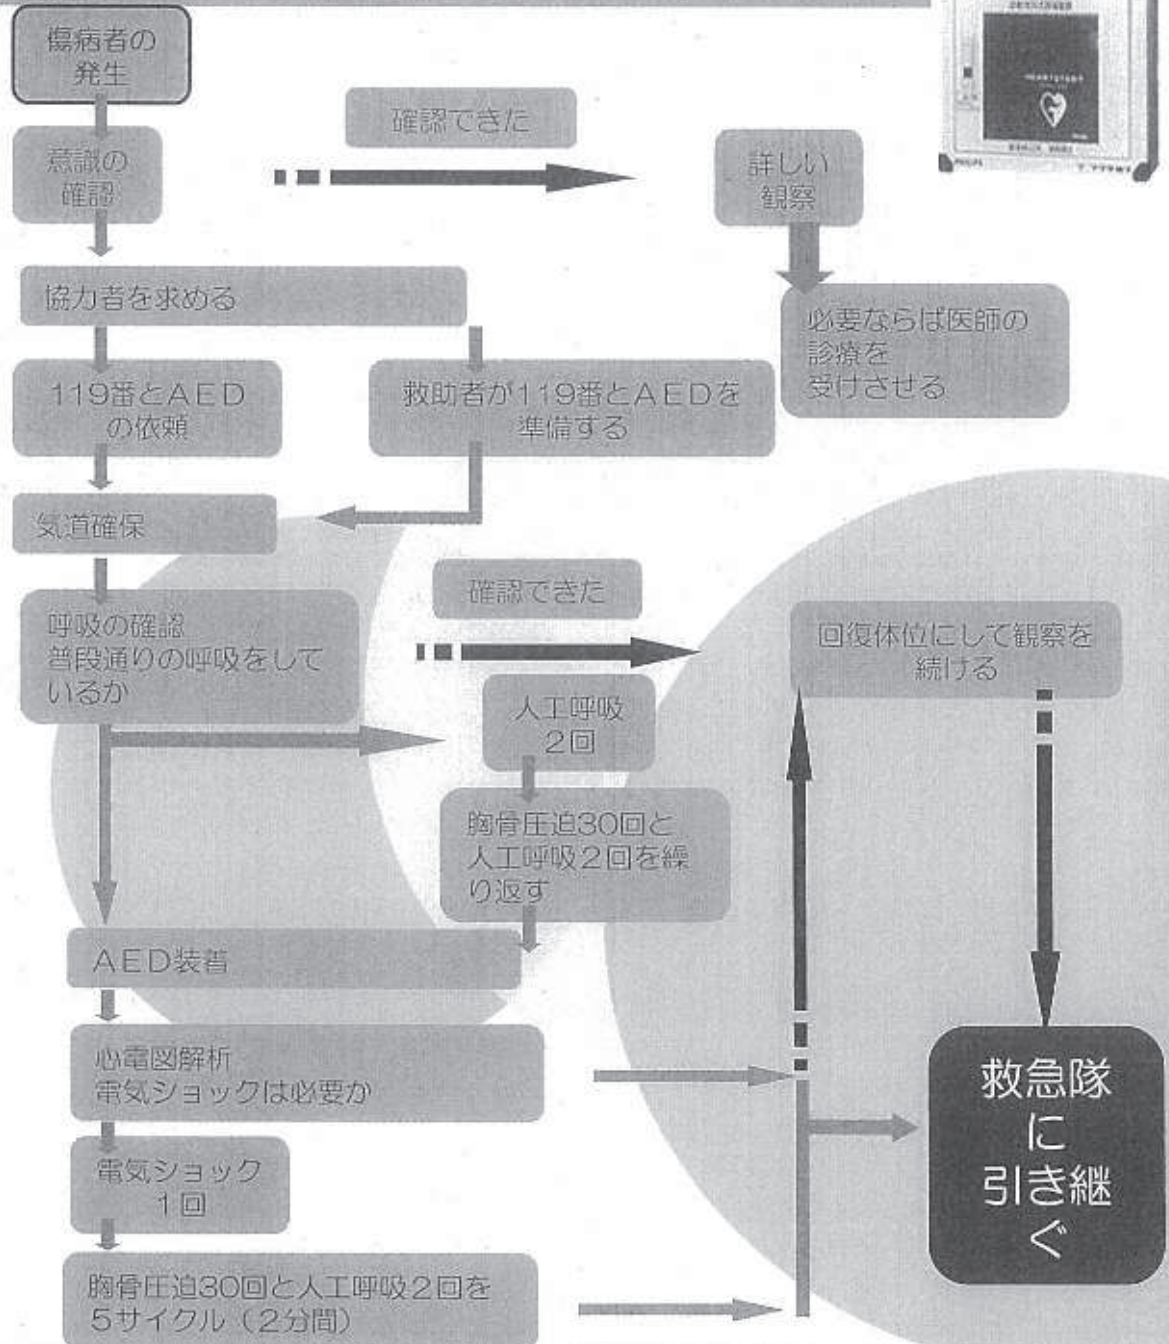 傷病者の
発生
意識の
確認
確認できた
詳しい
観察
協力者を求める
必要ならば医師の
診療を
受けさせる
119番とAED
の依頼
救助者が119番とAEDを
準備する
気道確保
呼吸の確認
普段通りの呼吸をして
いるか
確認できた
回復体位にして観察を
続ける
人工呼吸
2回
胸骨圧迫30回と
人工呼吸2回を繰
り返す
AED装着
心電図解析
電気ショックは必要か
電気ショック
1回
胸骨圧迫30回と人工呼吸2回を
5サイクル(2分間)
救急隊
に
引き継
ぐ
HEARTSTART
PHILIPS